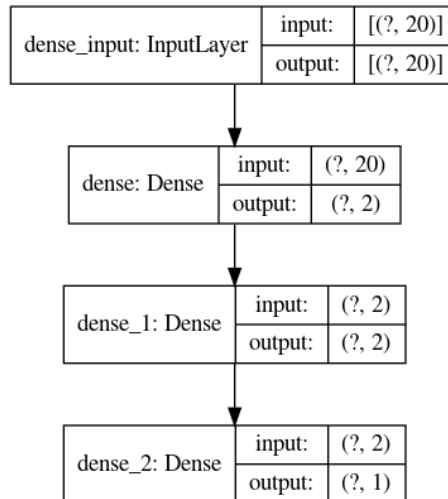 dense_input: InputLayer
input: [(?, 20)]
output: [(?, 20)]
dense: Dense
input: (?, 20)
output: (?, 2)
dense_1: Dense
input: (?, 2)
output: (?, 2)
dense_2: Dense
input: (?, 2)
output: (?, 1)